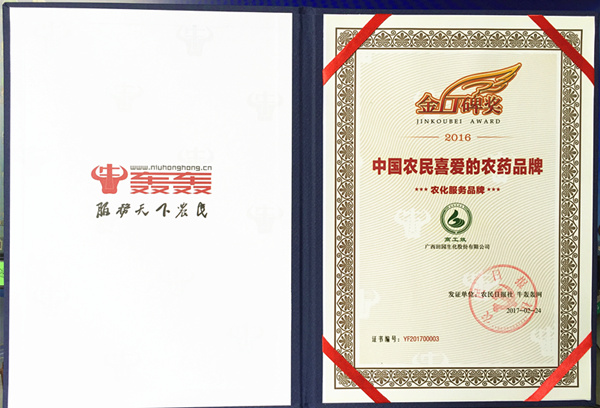 www.niuhonghong.cn
牛轰轰
服务天下农民
金口碑奖
JINKOUBEI AWARD
2016
中国农民喜爱的农药品牌
*** 农化服务品牌 ***
广西田园生化股份有限公司
发证单位：农民日报社 牛轰轰网
2017-02-24
证书编号：YF201700003